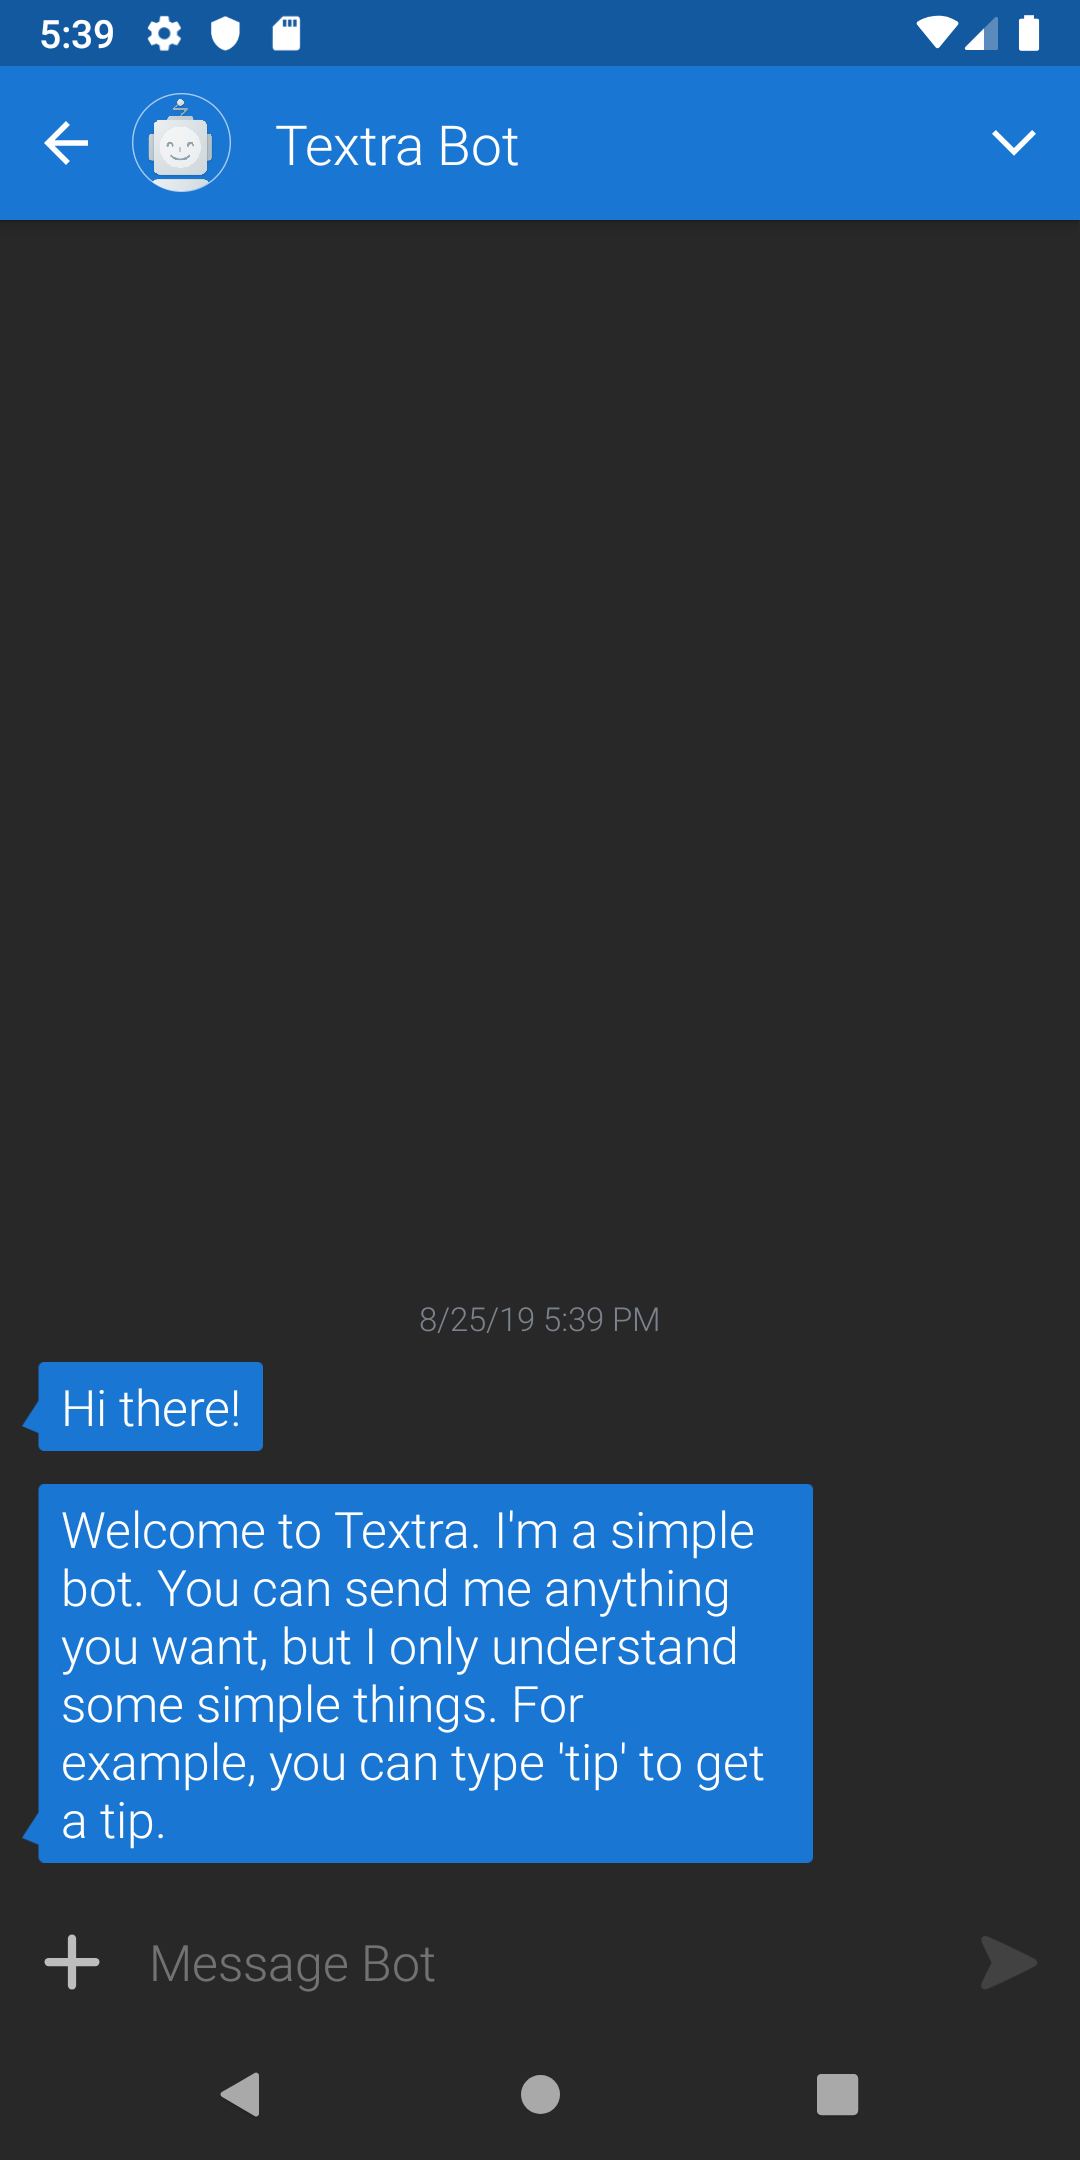 5:39
Textra Bot
8/25/19 5:39 PM
Hi there!
Welcome to Textra. I'm a simple
bot. You can send me anything
you want, but I only understand
some simple things. For
example, you can type 'tip' to get
a tip.
Message Bot